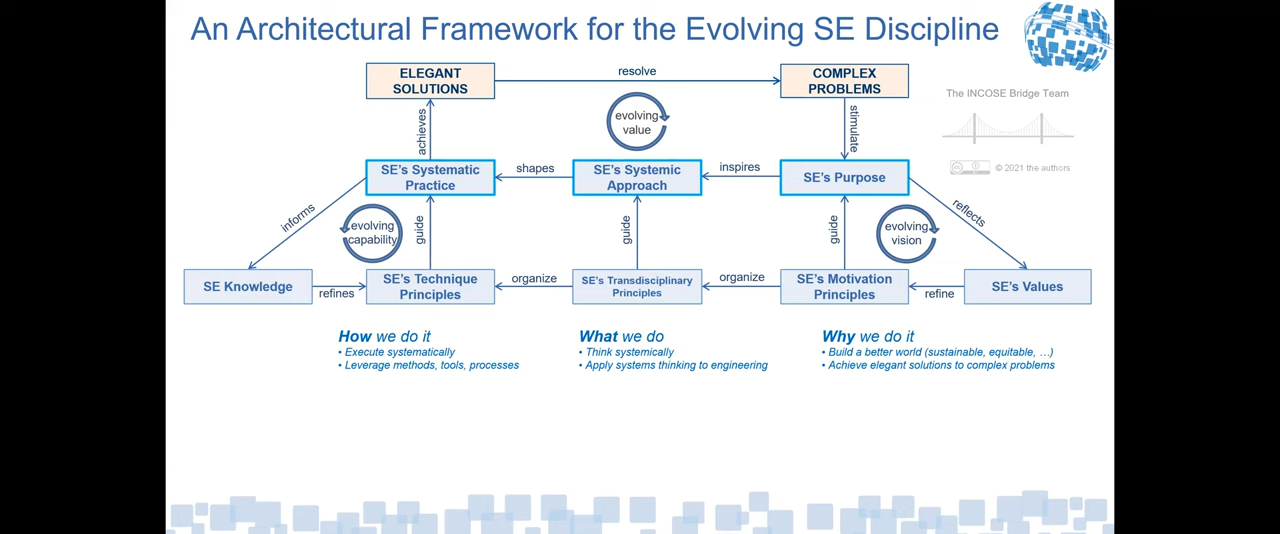 An Architectural Framework for the Evolving SE Discipline
ELEGANT
SOLUTIONS
resolve
COMPLEX
PROBLEMS
The INCOSE Bridge Team
achieves
evolving
value
stimulate
© 2021 the authors
SE's Systematic
Practice
shapes
SE's Systemic
Approach
inspires
SE's Purpose
informs
evolving
capability
guide
guide
guide
evolving
vision
reflects
SE Knowledge
refines
SE's Technique
Principles
organize
SE's Transdisciplinary
Principles
organize
SE's Motivation
Principles
refine
SE's Values
How we do it
• Execute systematically
• Leverage methods, tools, processes
What we do
• Think systemically
• Apply systems thinking to engineering
Why we do it
• Build a better world (sustainable, equitable, …)
• Achieve elegant solutions to complex problems